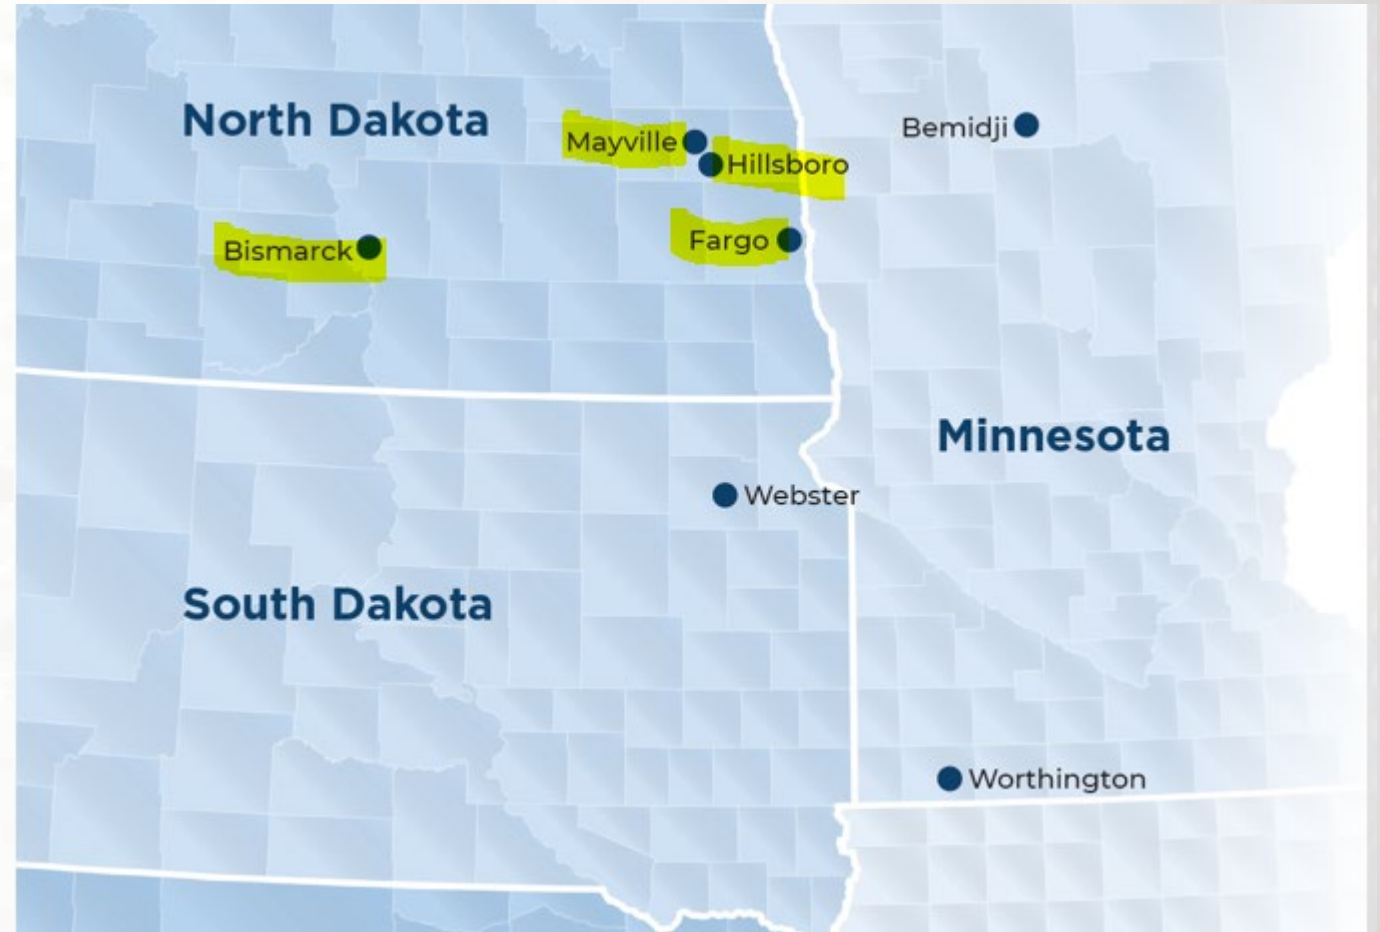 North Dakota
Bemidji
Mayville
Hillsboro
Fargo
Bismarck
Minnesota
Webster
South Dakota
Worthington